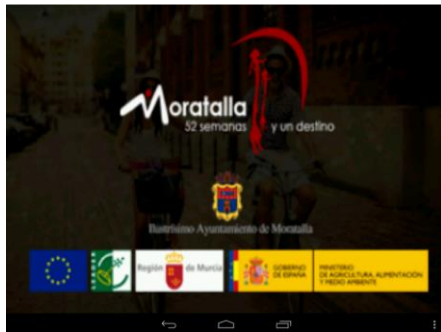 Moratalla
52 semanas y un destino
Ilustrísimo Ayuntamiento de Moratalla
Región de Murcia
GOBIERNO
DE ESPAÑA
MINISTERIO
DE AGRICULTURA, ALIMENTACIÓN
Y MEDIO AMBIENTE